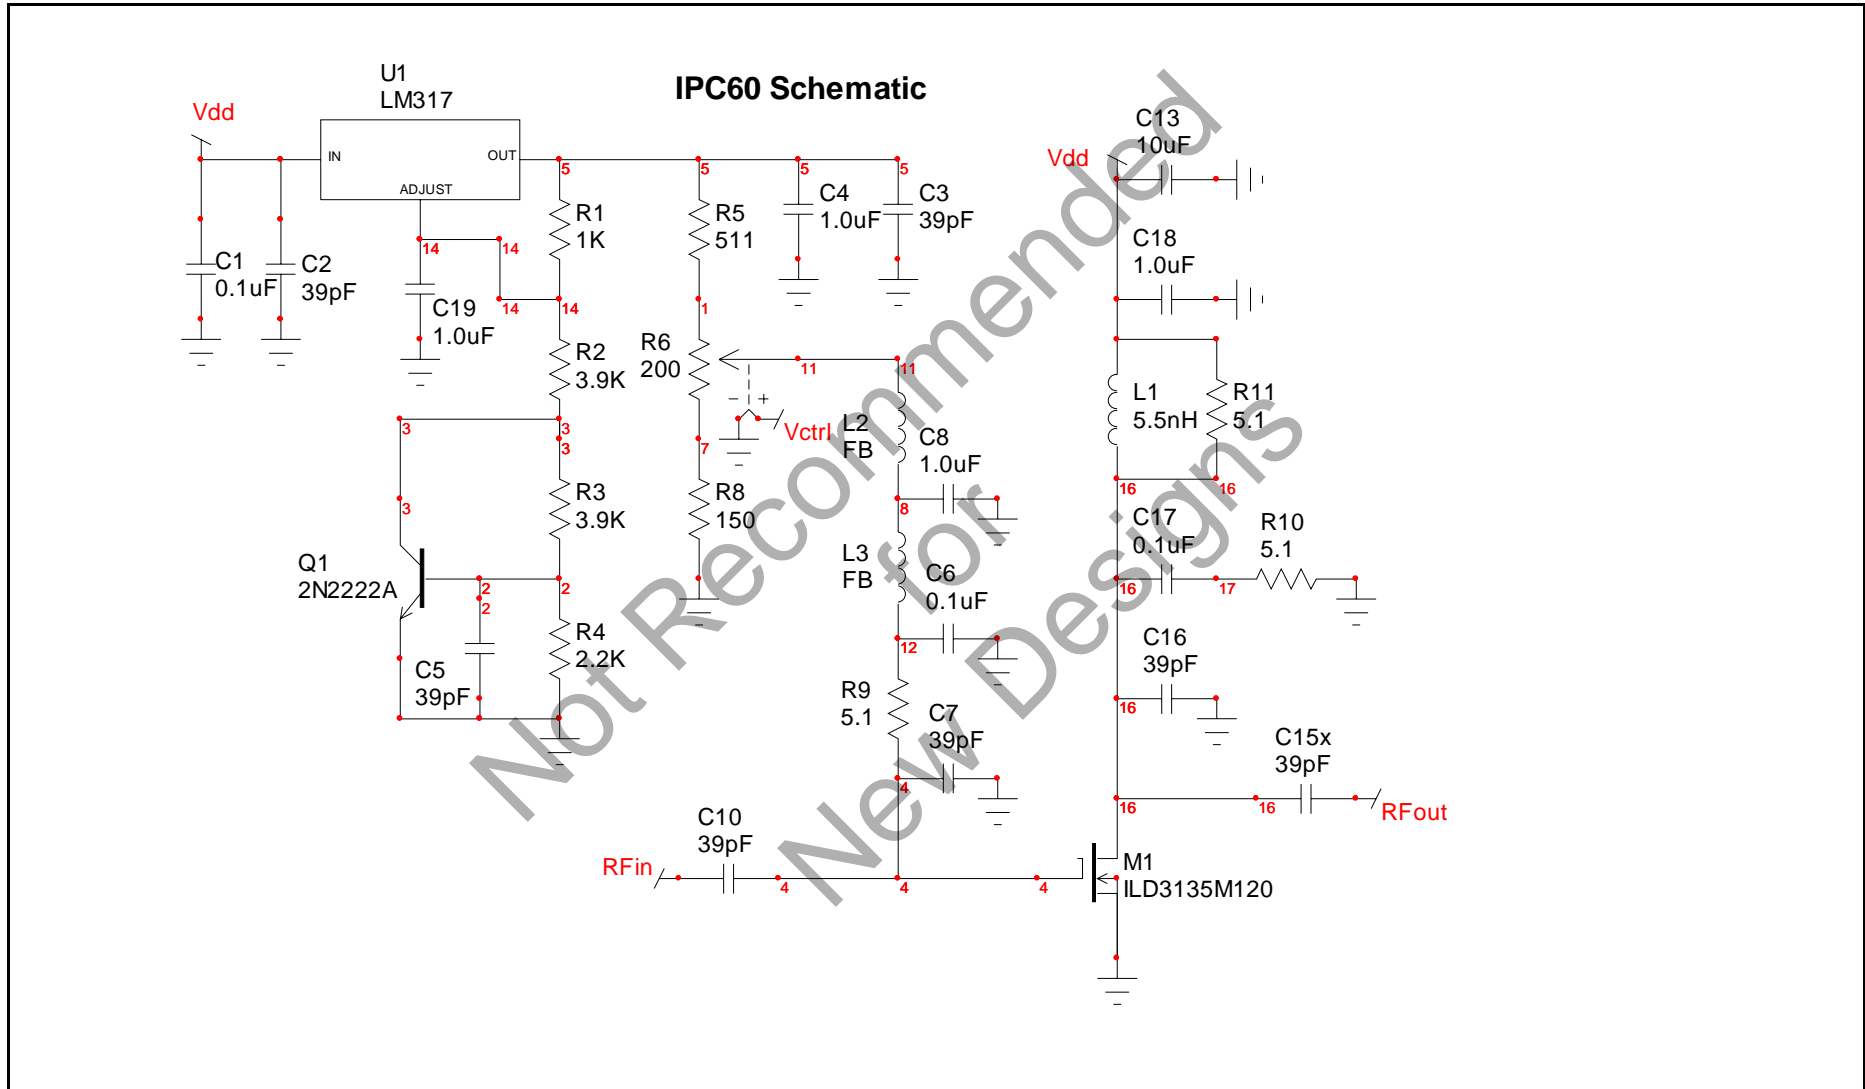 IPC60 Schematic
U1
LM317
Vdd
IN
OUT
ADJUST
5
5
5
5
C1
0.1uF
C2
39pF
14
14
14
14
C19
1.0uF
R1
1K
R5
511
C4
1.0uF
C3
39pF
1
R2
3.9K
R6
200
11
11
- +
Vctrl
3
3
3
3
7
L2
FB
C8
1.0uF
8
R3
3.9K
R8
150
Q1
2N2222A
2
2
2
L3
FB
C6
0.1uF
12
C5
39pF
R4
2.2K
R9
5.1
C7
39pF
4
C10
39pF
RFin
4
4
4
Vdd
C13
10uF
C18
1.0uF
L1
5.5nH
R11
5.1
16
16
C17
0.1uF
R10
5.1
16
17
C16
39pF
16
C15x
39pF
16
16
RFout
M1
ILD3135M120
Not Recommended
for
New Designs